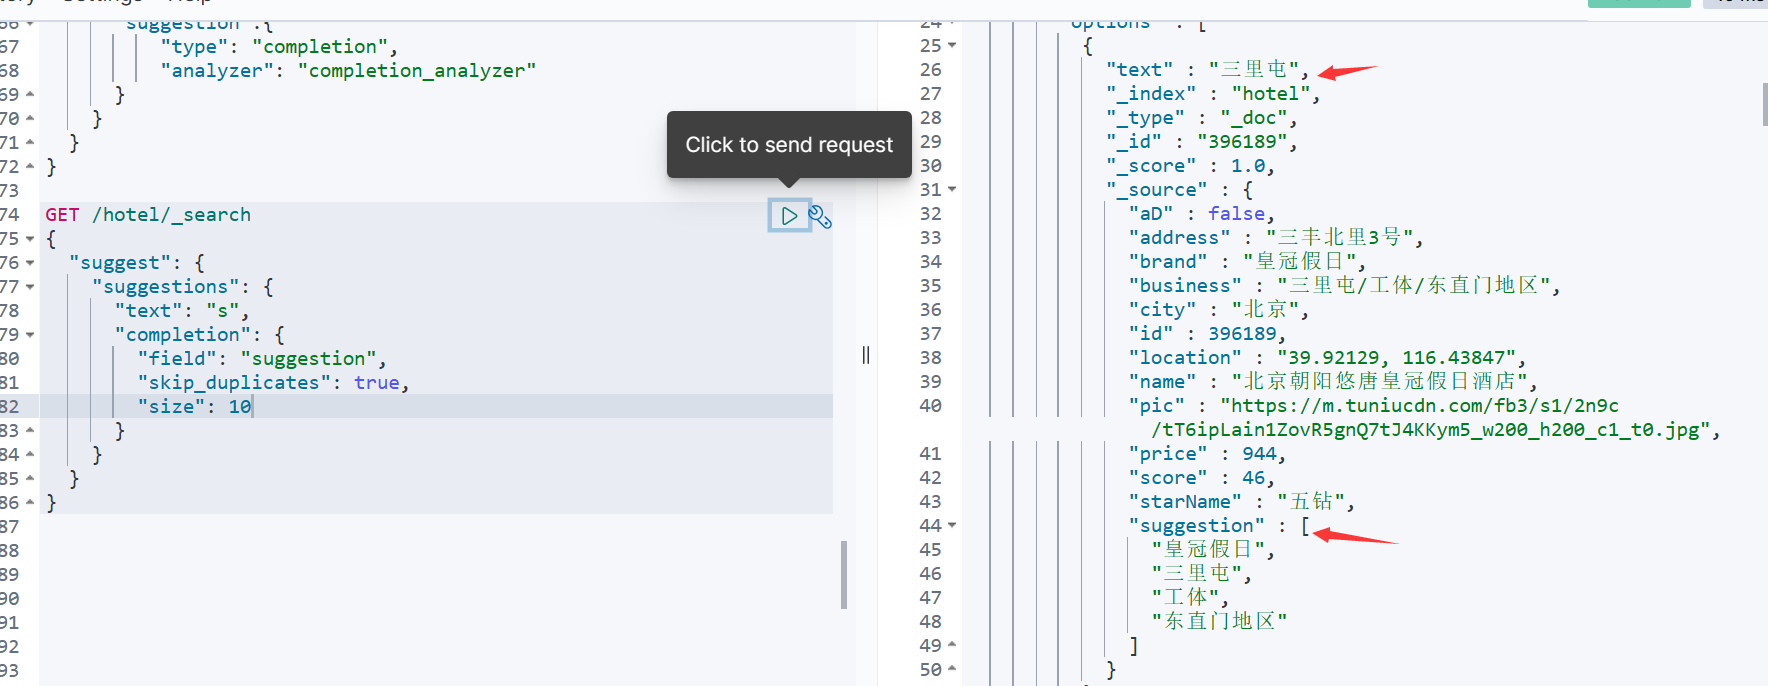 Settings
Help
66
suggestion":{
67
"type": "completion",
68
"analyzer": "completion_analyzer"
69
}
70
}
71
}
72
}
73
74
GET /hotel/_search
75
{
76
"suggest": {
77
"suggestions": {
78
"text": "s",
79
"completion": {
80
"field": "suggestion",
81
"skip_duplicates": true,
82
"size": 10
83
}
84
}
85
}
86
}
87
88
89
90
91
92
93
Click to send request
24
"options" : [
25
{
26
"text" : "三里屯",
27
"_index" : "hotel",
28
"_type" : "_doc",
29
"_id" : "396189",
30
"_score" : 1.0,
31
"_source" : {
32
"aD" : false,
33
"address" : "三丰北里3号",
34
"brand" : "皇冠假日",
35
"business" : "三里屯/工体/东直门地区",
36
"city" : "北京",
37
"id" : 396189,
38
"location" : "39.92129, 116.43847",
39
"name" : "北京朝阳悠唐皇冠假日酒店",
40
"pic" : "https://m.tuniucdn.com/fb3/s1/2n9c
/tT6ipLain1ZovR5gnQ7tJ4KKym5_w200_h200_c1_t0.jpg",
41
"price" : 944,
42
"score" : 46,
43
"starName" : "五钻",
44
"suggestion" : [
45
"皇冠假日",
46
"三里屯",
47
"工体",
48
"东直门地区"
49
]
50
}